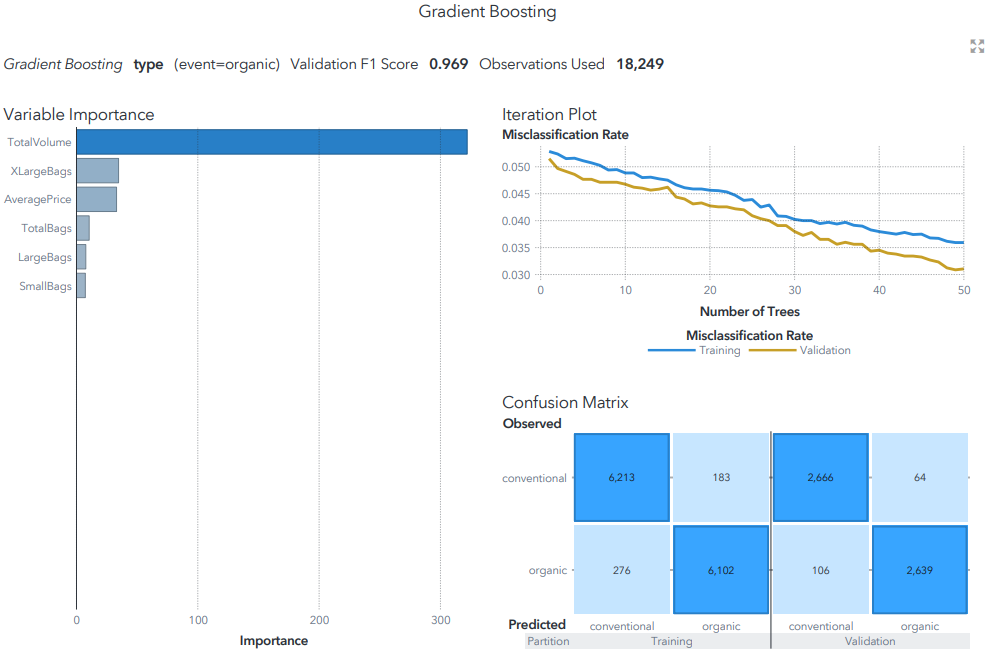 Gradient Boosting
Gradient Boosting type (event=organic) Validation F1 Score 0.969 Observations Used 18,249
Variable Importance
TotalVolume
XLargeBags
AveragePrice
TotalBags
LargeBags
SmallBags
0 100 200 300
Importance
Iteration Plot
Misclassification Rate
0.050
0.045
0.040
0.035
0.030
0 10 20 30 40 50
Number of Trees
Misclassification Rate
Training Validation
Confusion Matrix
Observed
conventional 6,213 183 2,666 64
organic 276 6,102 106 2,639
Predicted conventional organic conventional organic
Partition Training Validation